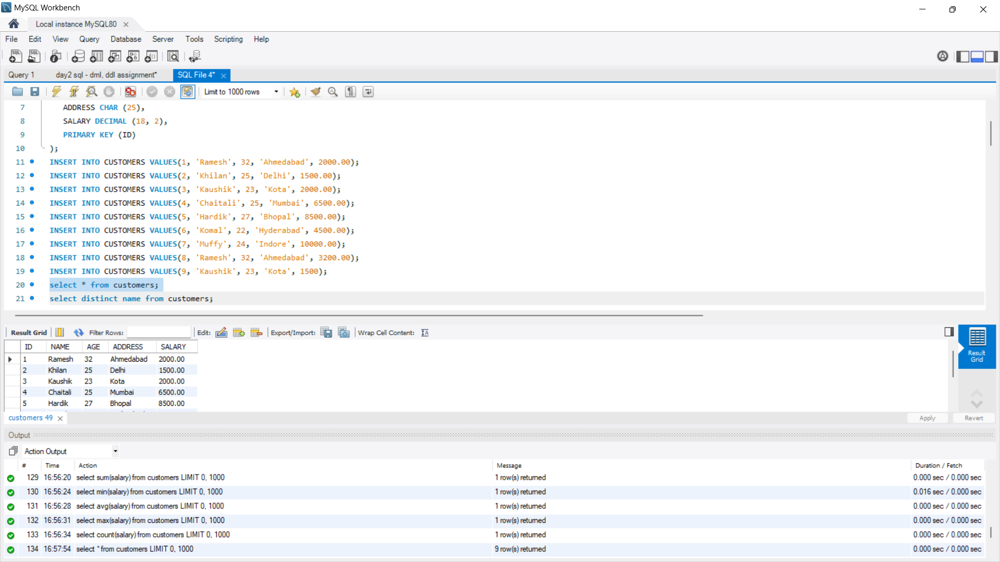 MySQL Workbench
Local instance MySQL80
File Edit View Query Database Server Tools Scripting Help
Query 1 day2 sql - dml, ddl assignment* SQL File 4*
Limit to 1000 rows
7 ADDRESS CHAR (25),
8 SALARY DECIMAL (18, 2),
9 PRIMARY KEY (ID)
10 );
11 INSERT INTO CUSTOMERS VALUES(1, 'Ramesh', 32, 'Ahmedabad', 2000.00);
12 INSERT INTO CUSTOMERS VALUES(2, 'Khilan', 25, 'Delhi', 1500.00);
13 INSERT INTO CUSTOMERS VALUES(3, 'Kaushik', 23, 'Kota', 2000.00);
14 INSERT INTO CUSTOMERS VALUES(4, 'Chaitali', 25, 'Mumbai', 6500.00);
15 INSERT INTO CUSTOMERS VALUES(5, 'Hardik', 27, 'Bhopal', 8500.00);
16 INSERT INTO CUSTOMERS VALUES(6, 'Komal', 22, 'Hyderabad', 4500.00);
17 INSERT INTO CUSTOMERS VALUES(7, 'Muffy', 24, 'Indore', 10000.00);
18 INSERT INTO CUSTOMERS VALUES(8, 'Ramesh', 32, 'Ahmedabad', 3200.00);
19 INSERT INTO CUSTOMERS VALUES(9, 'Kaushik', 23, 'Kota', 1500);
20 select * from customers;
21 select distinct name from customers;
Result Grid Filter Rows: Edit: Export/Import: Wrap Cell Content:
ID NAME AGE ADDRESS SALARY
1 Ramesh 32 Ahmedabad 2000.00
2 Khilan 25 Delhi 1500.00
3 Kaushik 23 Kota 2000.00
4 Chaitali 25 Mumbai 6500.00
5 Hardik 27 Bhopal 8500.00
Result
Grid
customers 49 Apply Revert
Output
Action Output
# Time Action Message Duration / Fetch
129 16:56:20 select sum(salary) from customers LIMIT 0, 1000 1 row(s) returned 0.000 sec / 0.000 sec
130 16:56:24 select min(salary) from customers LIMIT 0, 1000 1 row(s) returned 0.016 sec / 0.000 sec
131 16:56:28 select avg(salary) from customers LIMIT 0, 1000 1 row(s) returned 0.000 sec / 0.000 sec
132 16:56:31 select max(salary) from customers LIMIT 0, 1000 1 row(s) returned 0.000 sec / 0.000 sec
133 16:56:34 select count(salary) from customers LIMIT 0, 1000 1 row(s) returned 0.000 sec / 0.000 sec
134 16:57:54 select * from customers LIMIT 0, 1000 9 row(s) returned 0.000 sec / 0.000 sec